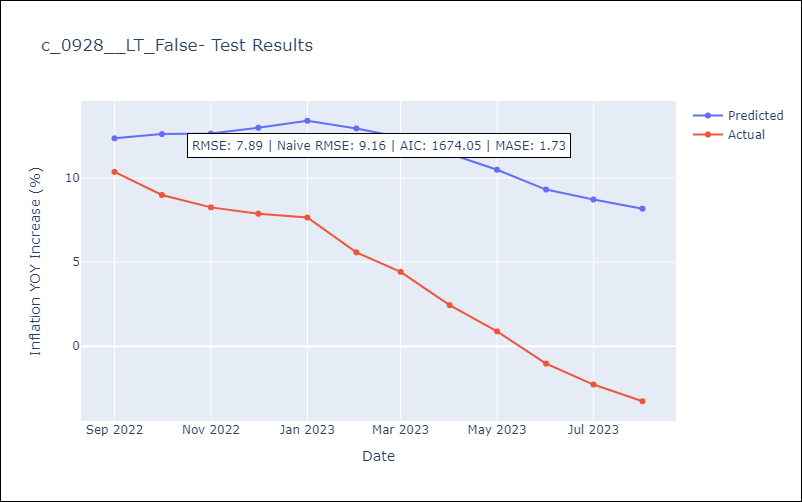 c_0928__LT_False- Test Results
Predicted
Actual
RMSE: 7.89 | Naive RMSE: 9.16 | AIC: 1674.05 | MASE: 1.73
Inflation YOY Increase (%)
10
5
0
Sep 2022
Nov 2022
Jan 2023
Mar 2023
May 2023
Jul 2023
Date